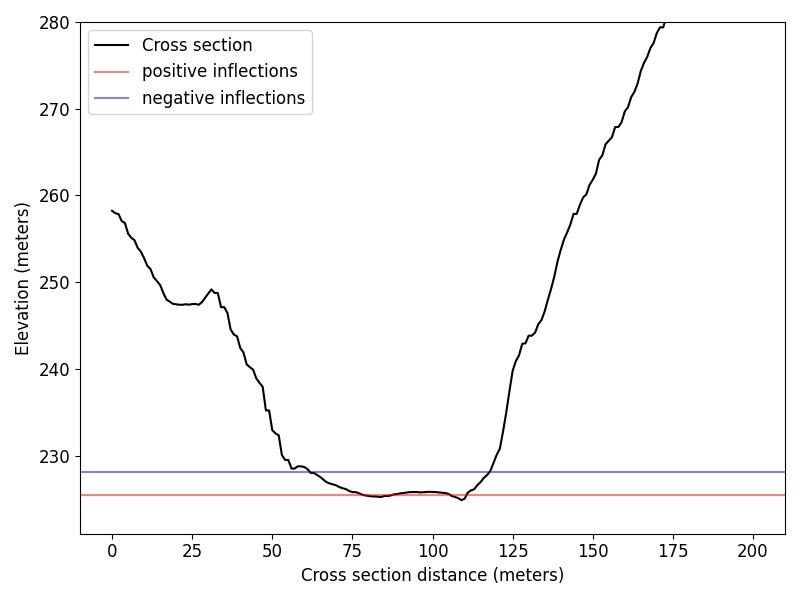 280
270
260
250
240
230
Elevation (meters)
Cross section
positive inflections
negative inflections
0 25 50 75 100 125 150 175 200
Cross section distance (meters)